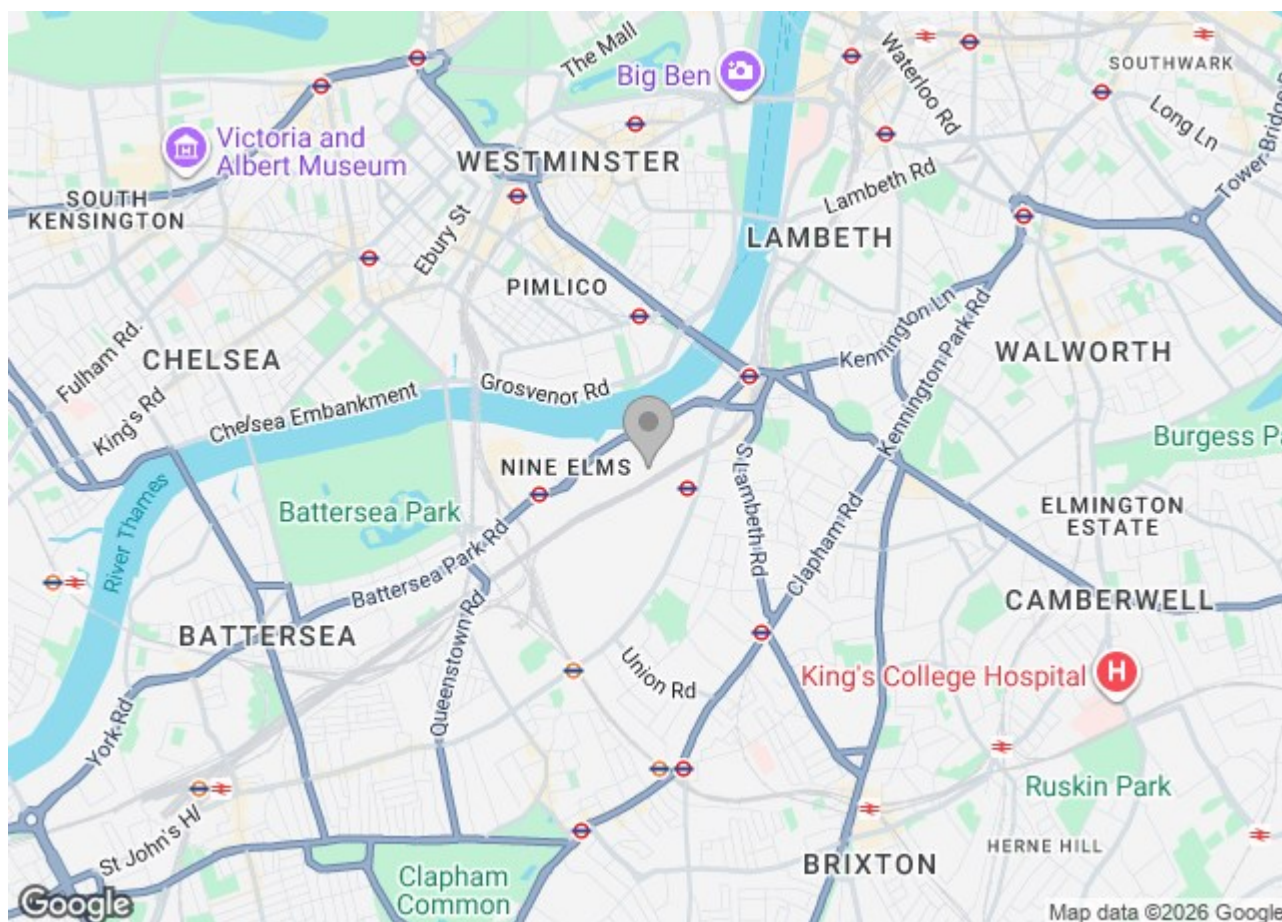 The Mall
Waterloo Rd
SOUTHWARK
Big Ben
Long Ln
Victoria and
Albert Museum
WESTMINSTER
Lambeth Rd
Tower Bridge
SOUTH
KENSINGTON
Ebury St
LAMBETH
PIMLICO
Fulham Rd.
CHELSEA
Kennington Ln
Kennington Park Rd
WALWORTH
King's Rd
Chelsea Embankment
Grosvenor Rd
Burgess Pa
NINE ELMS
S Lambeth Rd
Battersea Park
River Thames
Clapham Rd
ELMINGTON
ESTATE
Battersea Park Rd
CAMBERWELL
BATTERSEA
Queenstown Rd
Union Rd
King's College Hospital
H
York Rd
Ruskin Park
St John's Hl
HERNE HILL
BRIXTON
Clapham
Common
Google
Map data ©2026 Google